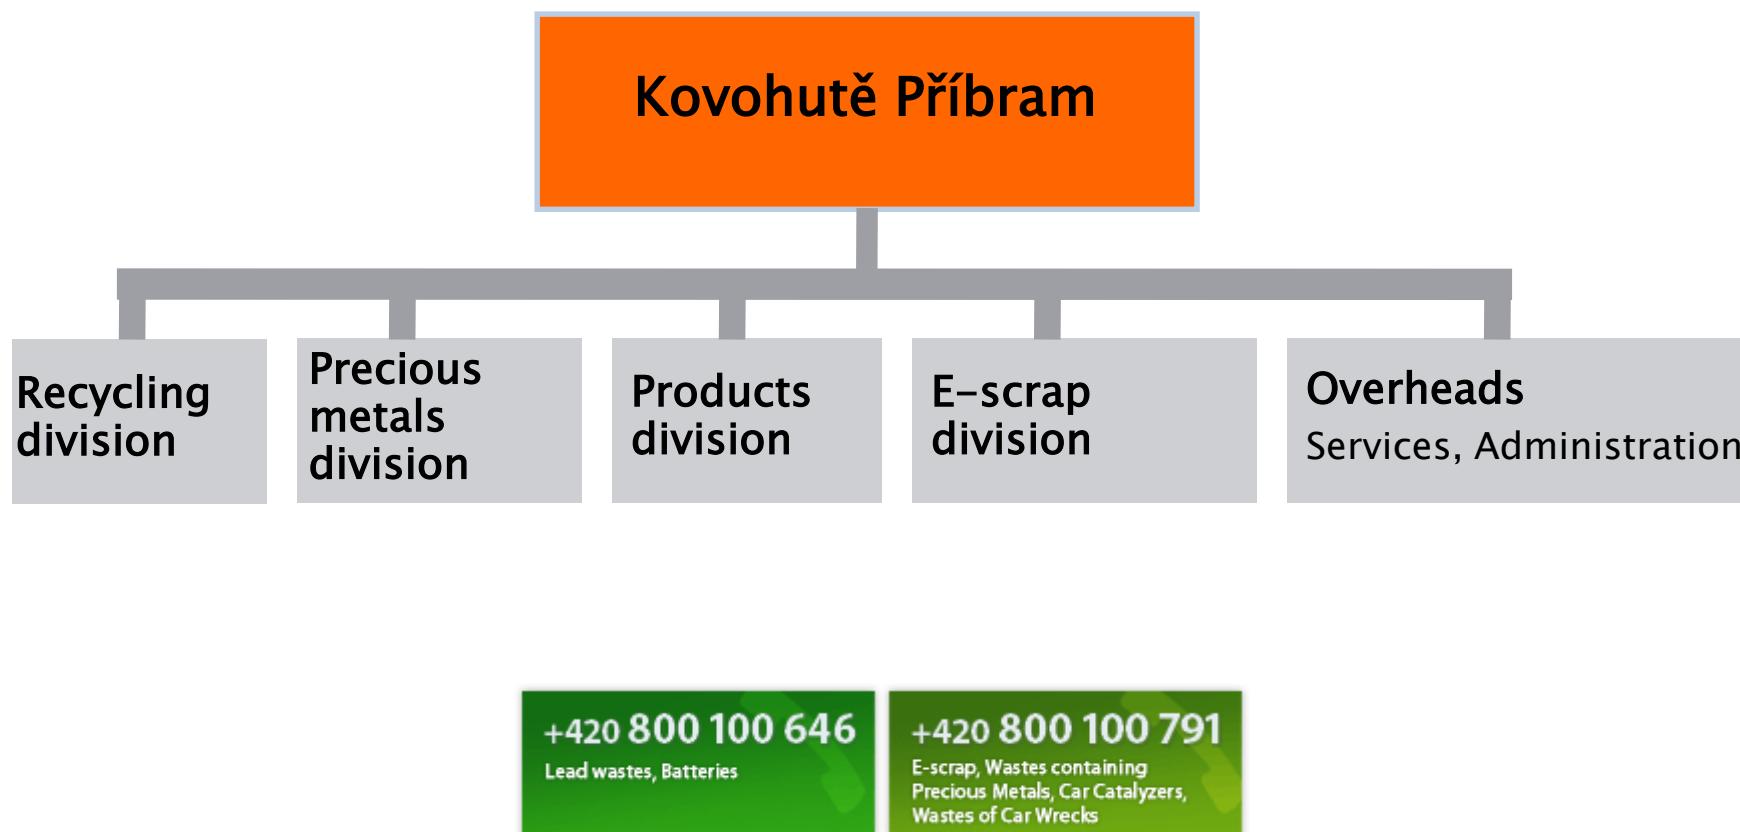 Kovohutě Příbram
Recycling
division
Precious
metals
division
Products
division
E-scrap
division
Overheads
Services, Administration
+420 800 100 646
Lead wastes, Batteries
+420 800 100 791
E-scrap, Wastes containing
Precious Metals, Car Catalyzers,
Wastes of Car Wrecks